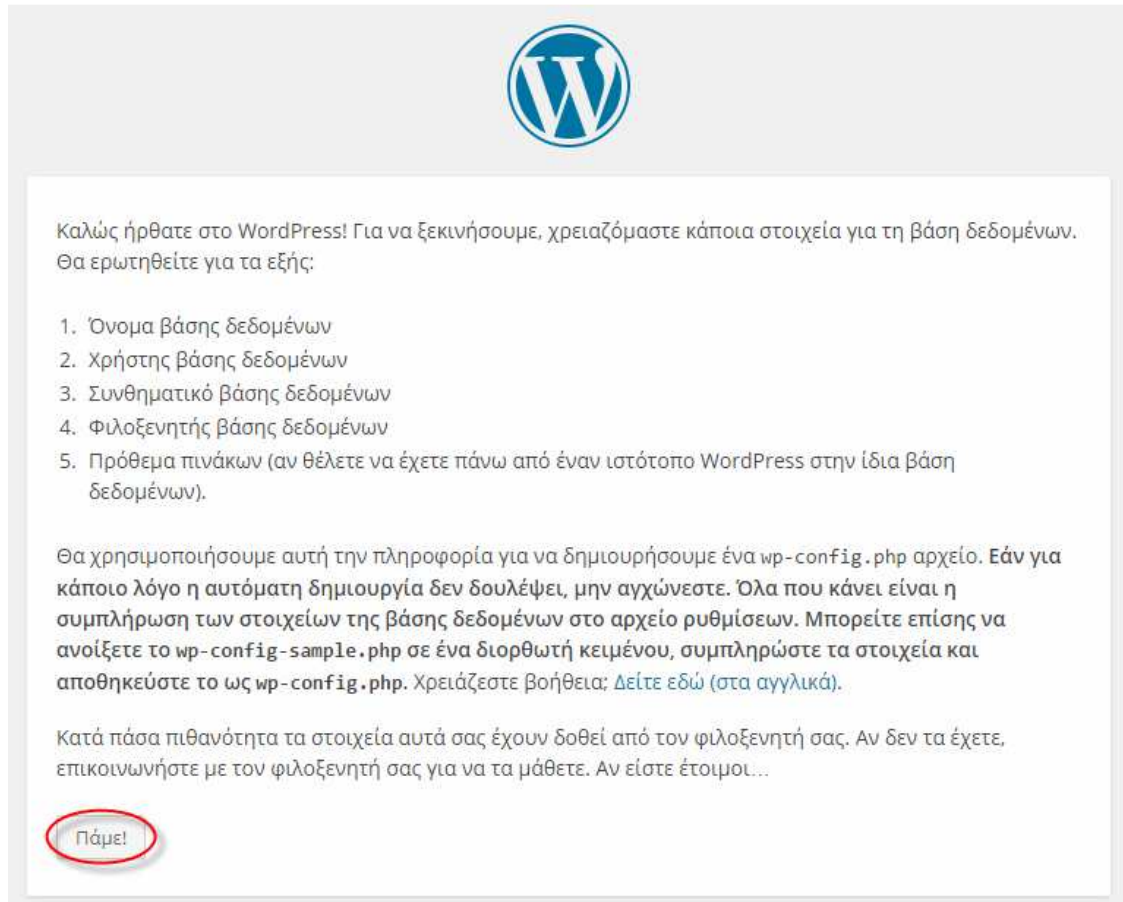 Καλώς ήρθατε στο WordPress! Για να ξεκινήσουμε, χρειαζόμαστε κάποια στοιχεία για τη βάση δεδομένων.
Θα ερωτηθείτε για τα εξής:
1. Όνομα βάσης δεδομένων
2. Χρήστης βάσης δεδομένων
3. Συνθηματικό βάσης δεδομένων
4. Φιλοξενητής βάσης δεδομένων
5. Πρόθεμα πινάκων (αν θέλετε να έχετε πάνω από έναν ιστότοπο WordPress στην ίδια βάση
δεδομένων).
Θα χρησιμοποιήσουμε αυτή την πληροφορία για να δημιουρήσουμε ένα wp-config.php αρχείο. Εάν για
κάποιο λόγο η αυτόματη δημιουργία δεν δουλέψει, μην αγχώνεστε. Όλα που κάνει είναι η
συμπλήρωση των στοιχείων της βάσης δεδομένων στο αρχείο ρυθμίσεων. Μπορείτε επίσης να
ανοίξετε το wp-config-sample.php σε ένα διορθωτή κειμένου, συμπληρώστε τα στοιχεία και
αποθηκεύστε το ως wp-config.php. Χρειάζεστε βοήθεια; Δείτε εδώ (στα αγγλικά).
Κατά πάσα πιθανότητα τα στοιχεία αυτά σας έχουν δοθεί από τον φιλοξενητή σας. Αν δεν τα έχετε,
επικοινωνήστε με τον φιλοξενητή σας για να τα μάθετε. Αν είστε έτοιμοι…
Πάμε!